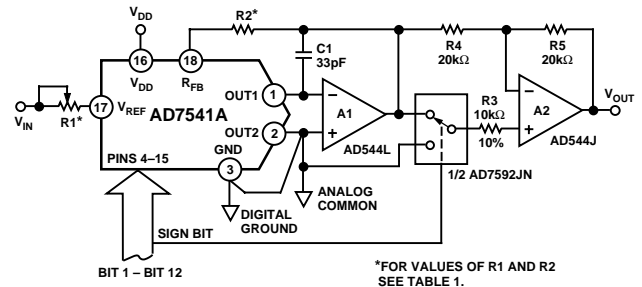 VDD
R2*
C1
33pF
R4
20kΩ
R5
20kΩ
16
18
VDD
RFB
1
OUT1
VIN
R1*
17
VREF
AD7541A
OUT2
2
A1
A2
VOUT
R3
10kΩ
10%
AD544L
AD544J
PINS 4–15
GND
3
1/2 AD7592JN
ANALOG
COMMON
DIGITAL
GROUND
SIGN BIT
BIT 1 – BIT 12
*FOR VALUES OF R1 AND R2
SEE TABLE 1.